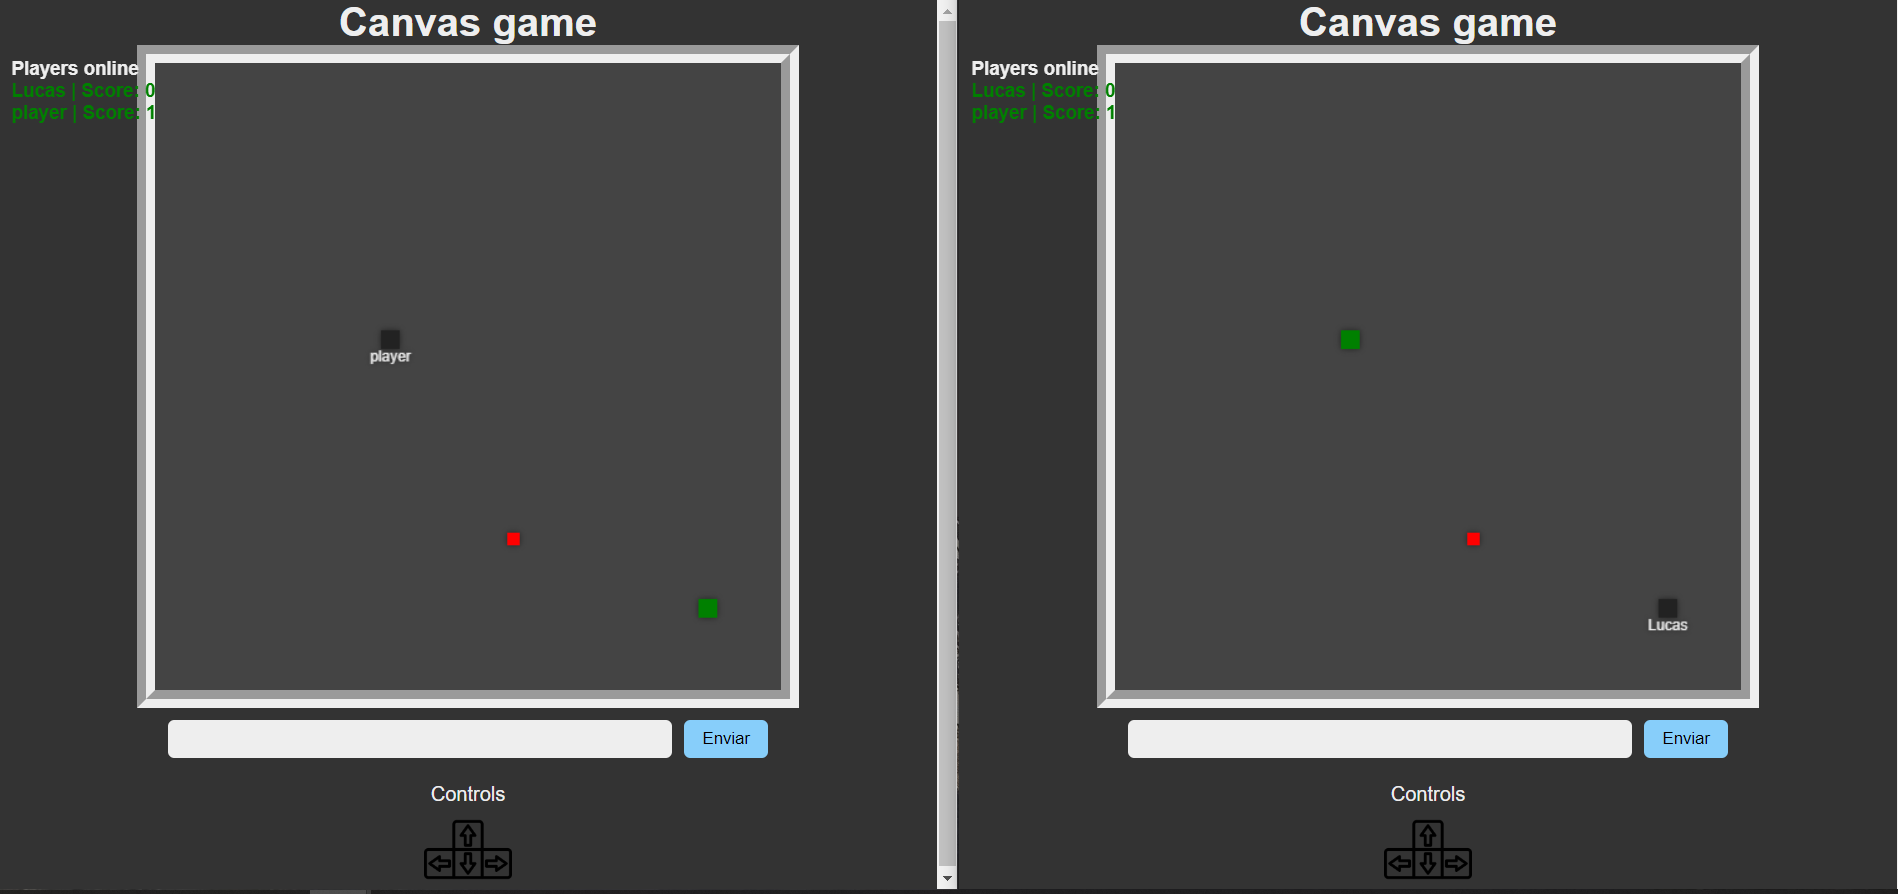 Canvas game
Players online
Lucas | Score: 0
player | Score: 1
player
Enviar
Controls
Canvas game
Players online
Lucas | Score: 0
player | Score: 1
Lucas
Enviar
Controls